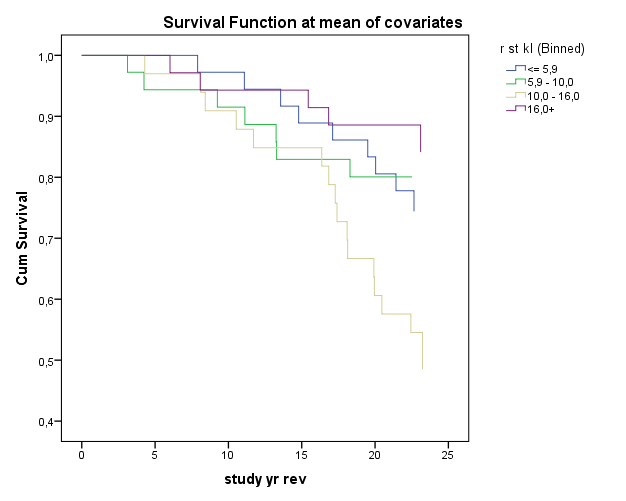 Survival Function at mean of covariates
r st kl (Binned)
<= 5,9
5,9 - 10,0
10,0 - 16,0
16,0+
Cum Survival
1,0
0,9
0,8
0,7
0,6
0,5
0,4
0
5
10
15
20
25
study yr rev